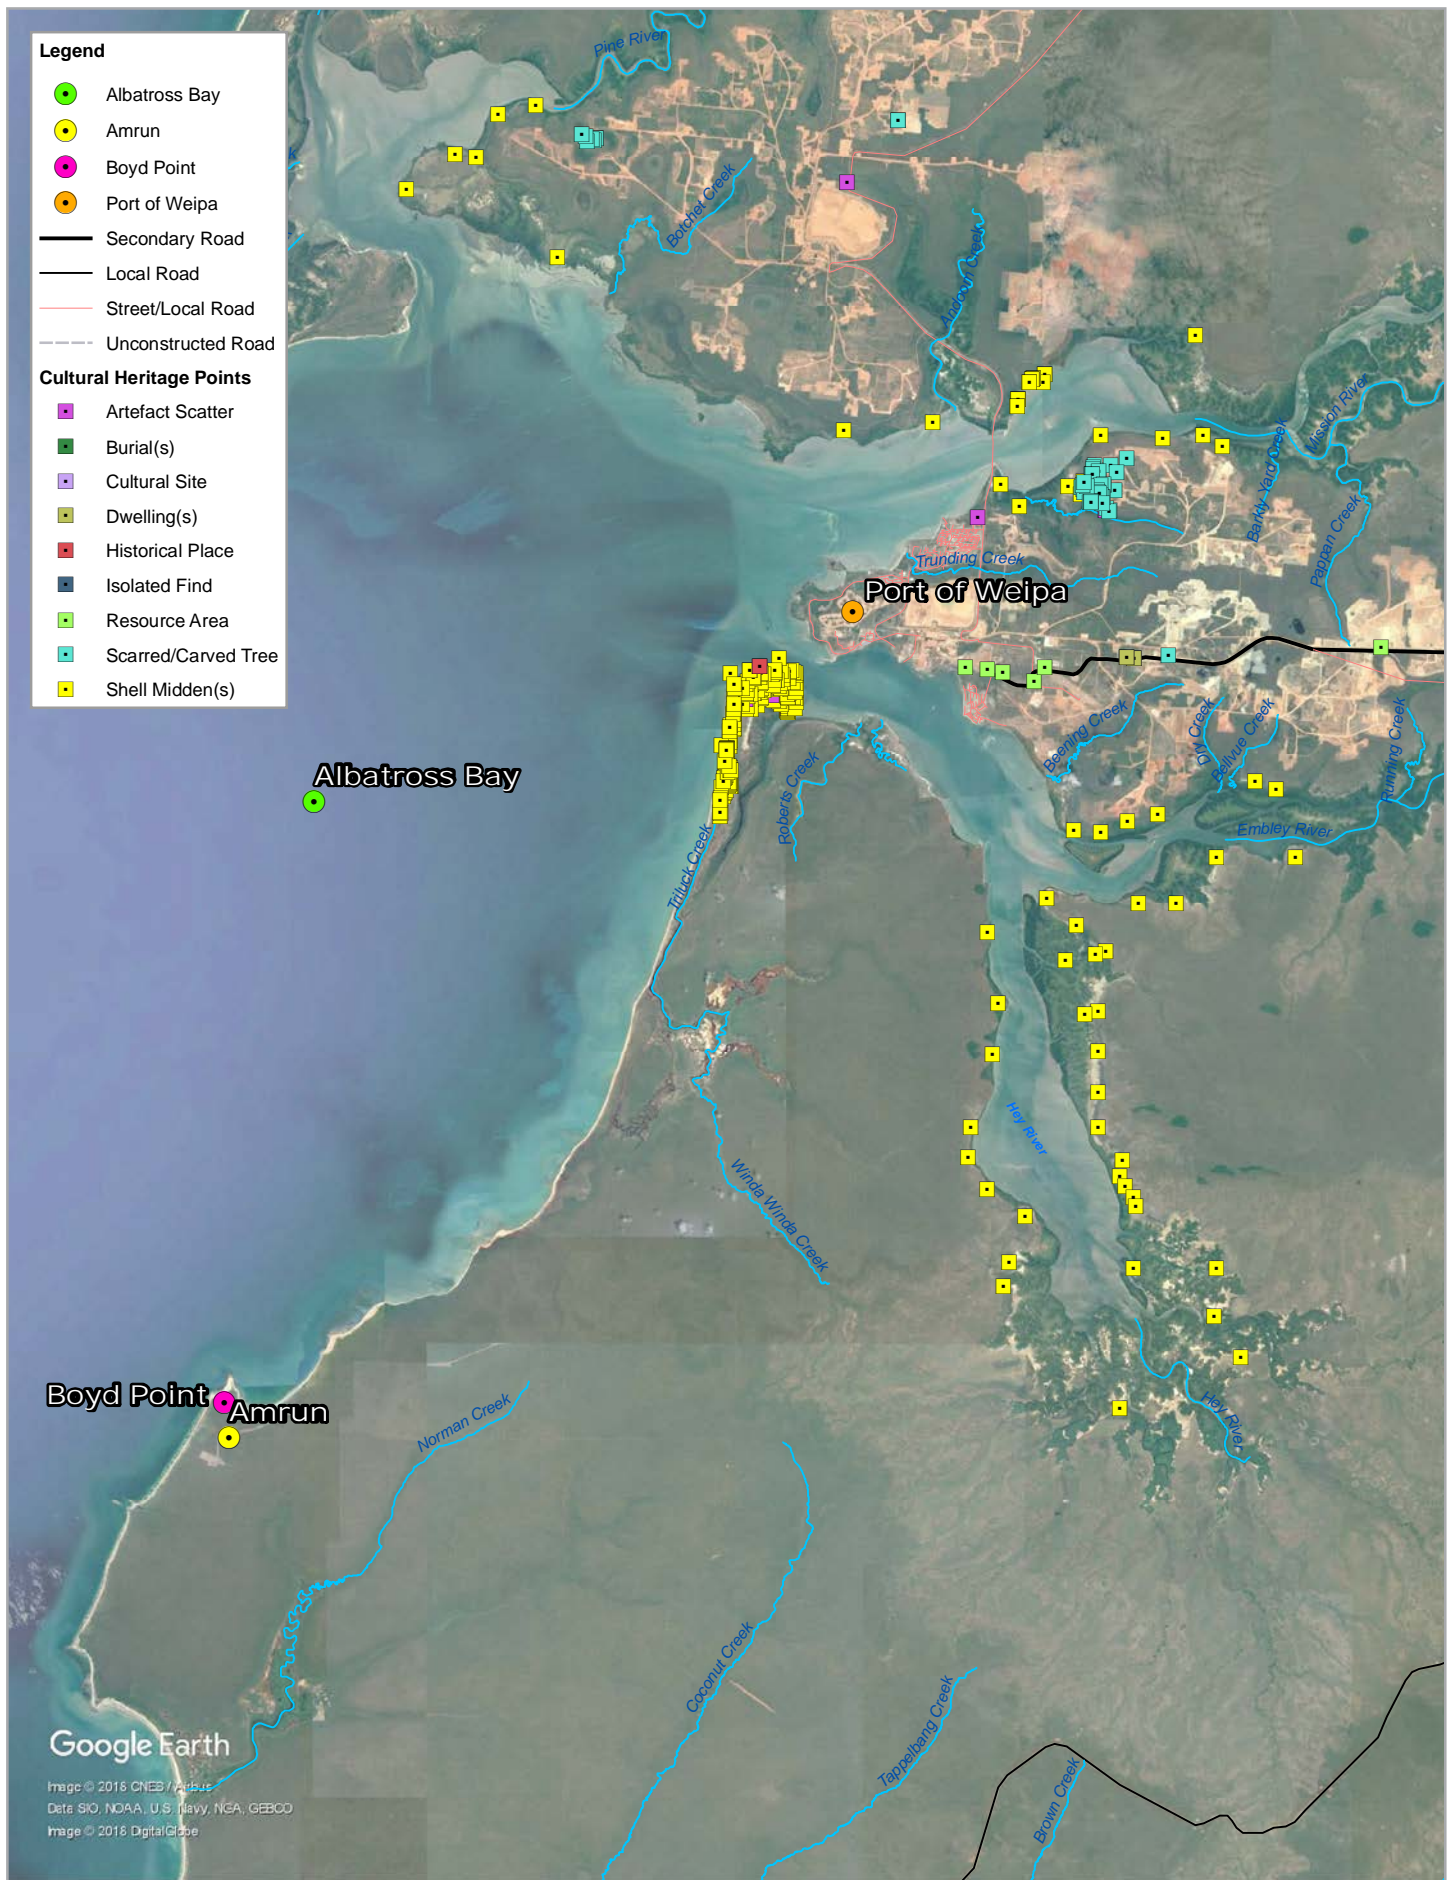 Legend
Albatross Bay
Amrun
Boyd Point
Port of Weipa
Secondary Road
Local Road
Street/Local Road
Unconstructed Road
Cultural Heritage Points
Artefact Scatter
Burial(s)
Cultural Site
Dwelling(s)
Historical Place
Isolated Find
Resource Area
Scarred/Carved Tree
Shell Midden(s)
Pine River
Botchet Creek
Andoom Creek
Mission River
Barkly Yard Creek
Pappan Creek
Trunding Creek
Port of Weipa
Beening Creek
Dry Creek
Bellvue Creek
Running Creek
Roberts Creek
Albatross Bay
Embley River
Triluck Creek
Hey River
Winda Winda Creek
Boyd Point
Amrun
Norman Creek
Hey River
Coconut Creek
Tappelbang Creek
Brown Creek
Google Earth
Image © 2018 CNES / Airbus
Data SIO, NOAA, U.S. Navy, NGA, GEBCO
Image © 2018 DigitalGlobe